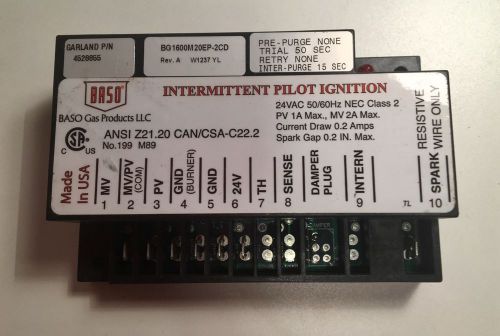 GARLAND P/N
4528865
BG1600M20EP-2CD
Rev. A W1237 YL
PRE-PURGE NONE
TRIAL 50 SEC
RETRY NONE
INTER-PURGE 15 SEC
BASO
BASO Gas Products LLC
INTERMITTENT PILOT IGNITION
24VAC 50/60Hz NEC Class 2
PV 1A Max., MV 2A Max.
Current Draw 0.2 Amps
Spark Gap 0.2 IN. Max.
ANSI Z21.20 CAN/CSA-C22.2
No.199 M89
Made
In USA
MV
1
MV/PV
(COM)
2
PV
3
GND
(BURNER)
4
GND
5
24V
6
TH
7
SENSE
8
DAMPER
PLUG
INTERN
9
TL
RESISTIVE
SPARK WIRE ONLY
10
DAMPER